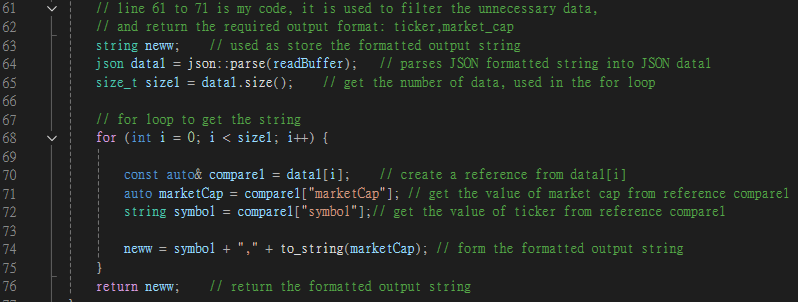 61 // line 61 to 71 is my code, it is used to filter the unnecessary data,
62 // and return the required output format: ticker,market_cap
63 string neww; // used as store the formatted output string
64 json data1 = json::parse(readBuffer); // parses JSON formatted string into JSON data1
65 size_t size1 = data1.size(); // get the number of data, used in the for loop
66
67 // for loop to get the string
68 for (int i = 0; i < size1; i++) {
69
70 const auto& compare1 = data1[i]; // create a reference from data1[i]
71 auto marketCap = compare1["marketCap"]; // get the value of market cap from reference compare1
72 string symbol = compare1["symbol"];// get the value of ticker from reference compare1
73
74 neww = symbol + "," + to_string(marketCap); // form the formatted output string
75 }
76 return neww; // return the formatted output string
77